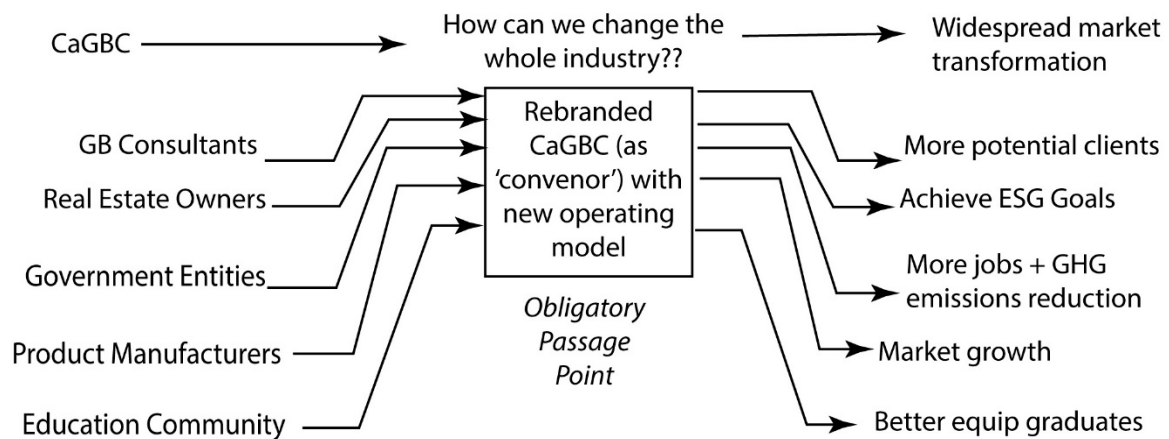 CaGBC
How can we change the
whole industry??
Widespread market
transformation
GB Consultants
Real Estate Owners
Government Entities
Product Manufacturers
Education Community
Rebranded
CaGBC (as
‘convenor’) with
new operating
model
Obligatory
Passage
Point
More potential clients
Achieve ESG Goals
More jobs + GHG
emissions reduction
Market growth
Better equip graduates